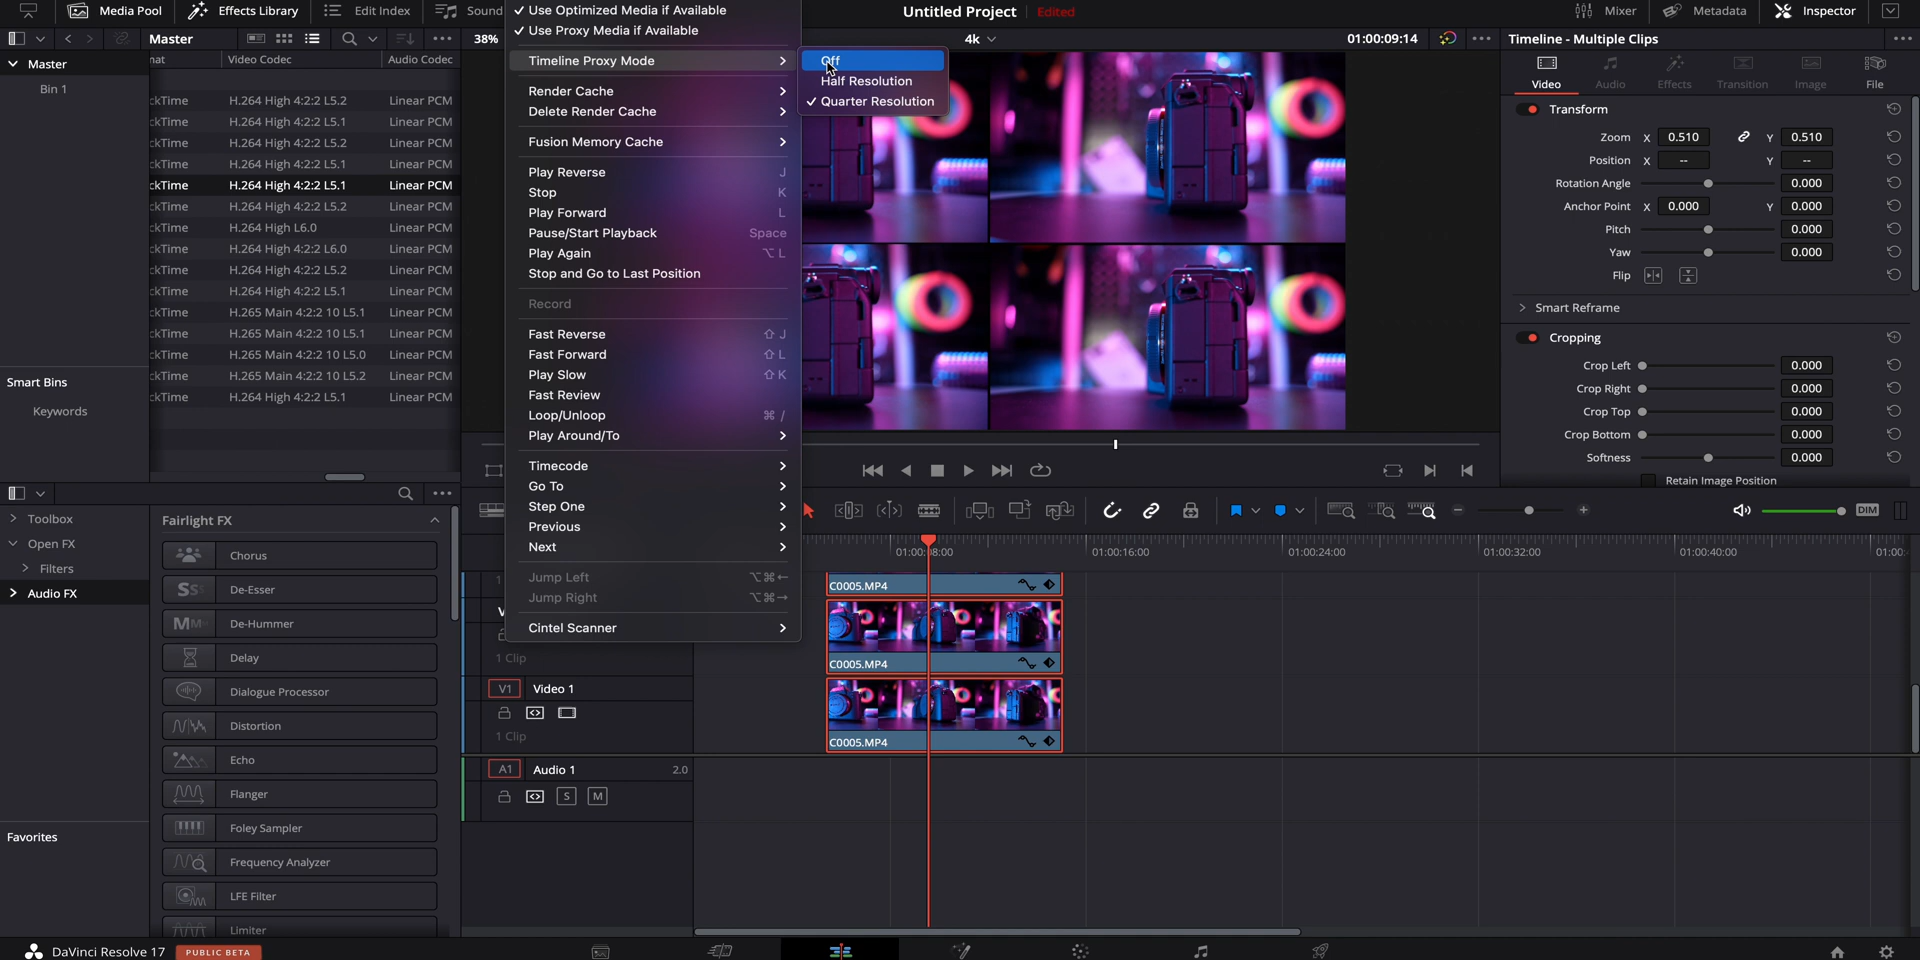 Media Pool
Effects Library
Edit Index
Sound
Untitled Project
Edited
Mixer
Metadata
Inspector
Master
38%
4k
01:00:09:14
Timeline - Multiple Clips
Master
Bin 1
Smart Bins
Keywords
Video Codec
Audio Codec
ckTime H.264 High 4:2:2 L5.2 Linear PCM
ckTime H.264 High 4:2:2 L5.1 Linear PCM
ckTime H.264 High 4:2:2 L5.2 Linear PCM
ckTime H.264 High 4:2:2 L5.1 Linear PCM
ckTime H.264 High 4:2:2 L5.1 Linear PCM
ckTime H.264 High 4:2:2 L5.2 Linear PCM
ckTime H.264 High L6.0 Linear PCM
ckTime H.264 High 4:2:2 L6.0 Linear PCM
ckTime H.264 High 4:2:2 L5.2 Linear PCM
ckTime H.264 High 4:2:2 L5.1 Linear PCM
ckTime H.265 Main 4:2:2 10 L5.1 Linear PCM
ckTime H.265 Main 4:2:2 10 L5.1 Linear PCM
ckTime H.265 Main 4:2:2 10 L5.0 Linear PCM
ckTime H.265 Main 4:2:2 10 L5.2 Linear PCM
ckTime H.264 High 4:2:2 L5.1 Linear PCM
✓ Use Optimized Media if Available
✓ Use Proxy Media if Available
Timeline Proxy Mode
Render Cache
Delete Render Cache
Fusion Memory Cache
Play Reverse J
Stop K
Play Forward L
Pause/Start Playback Space
Play Again ⌥ L
Stop and Go to Last Position
Record
Fast Reverse ⇧ J
Fast Forward ⇧ L
Play Slow ⇧ K
Fast Review
Loop/Unloop ⌘ /
Play Around/To
Timecode
Go To
Step One
Previous
Next
Jump Left ⌥⌘←
Jump Right ⌥⌘→
Cintel Scanner
Off
Half Resolution
✓ Quarter Resolution
Video
Audio
Effects
Transition
Image
File
Transform
Zoom X 0.510 Y 0.510
Position X -- Y --
Rotation Angle 0.000
Anchor Point X 0.000 Y 0.000
Pitch 0.000
Yaw 0.000
Flip
Smart Reframe
Cropping
Crop Left 0.000
Crop Right 0.000
Crop Top 0.000
Crop Bottom 0.000
Softness 0.000
Retain Image Position
Toolbox
Open FX
Filters
Audio FX
Favorites
Fairlight FX
Chorus
De-Esser
De-Hummer
Delay
Dialogue Processor
Distortion
Echo
Flanger
Foley Sampler
Frequency Analyzer
LFE Filter
Limiter
DIM
01:00:08:00
01:00:16:00
01:00:24:00
01:00:32:00
01:00:40:00
01:00:
C0005.MP4
C0005.MP4
1 Clip
V1 Video 1
1 Clip
C0005.MP4
A1 Audio 1 2.0
S M
DaVinci Resolve 17
PUBLIC BETA